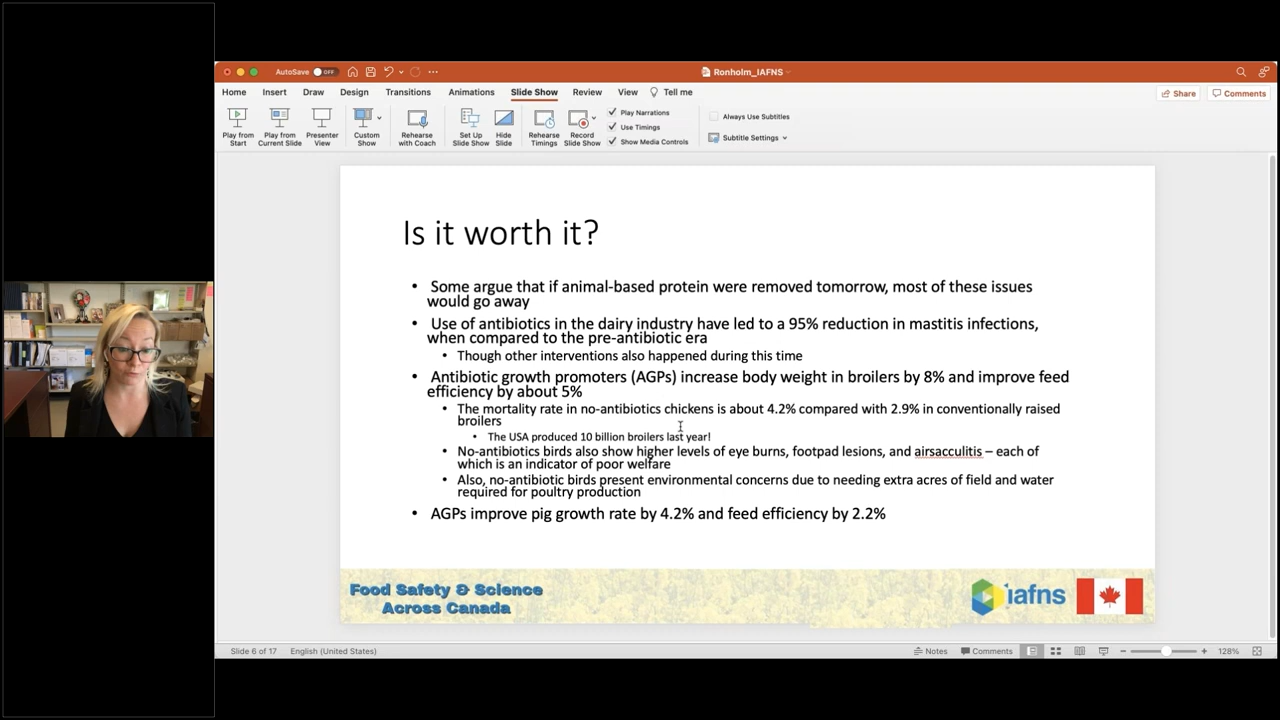 AutoSave OFF
Ronholm_IAFNS
Home Insert Draw Design Transitions Animations Slide Show Review View Tell me
Share Comments
Play from Start
Play from Current Slide
Presenter View
Custom Show
Rehearse with Coach
Set Up Slide Show
Hide Slide
Rehearse Timings
Record Slide Show
Play Narrations
Use Timings
Show Media Controls
Always Use Subtitles
Subtitle Settings
Is it worth it?
• Some argue that if animal-based protein were removed tomorrow, most of these issues
would go away
• Use of antibiotics in the dairy industry have led to a 95% reduction in mastitis infections,
when compared to the pre-antibiotic era
• Though other interventions also happened during this time
• Antibiotic growth promoters (AGPs) increase body weight in broilers by 8% and improve feed
efficiency by about 5%
• The mortality rate in no-antibiotics chickens is about 4.2% compared with 2.9% in conventionally raised
broilers
• The USA produced 10 billion broilers last year!
• No-antibiotics birds also show higher levels of eye burns, footpad lesions, and airsacculitis – each of
which is an indicator of poor welfare
• Also, no-antibiotic birds present environmental concerns due to needing extra acres of field and water
required for poultry production
• AGPs improve pig growth rate by 4.2% and feed efficiency by 2.2%
Food Safety & Science
Across Canada
iafns
Slide 6 of 17 English (United States) Notes Comments 128%